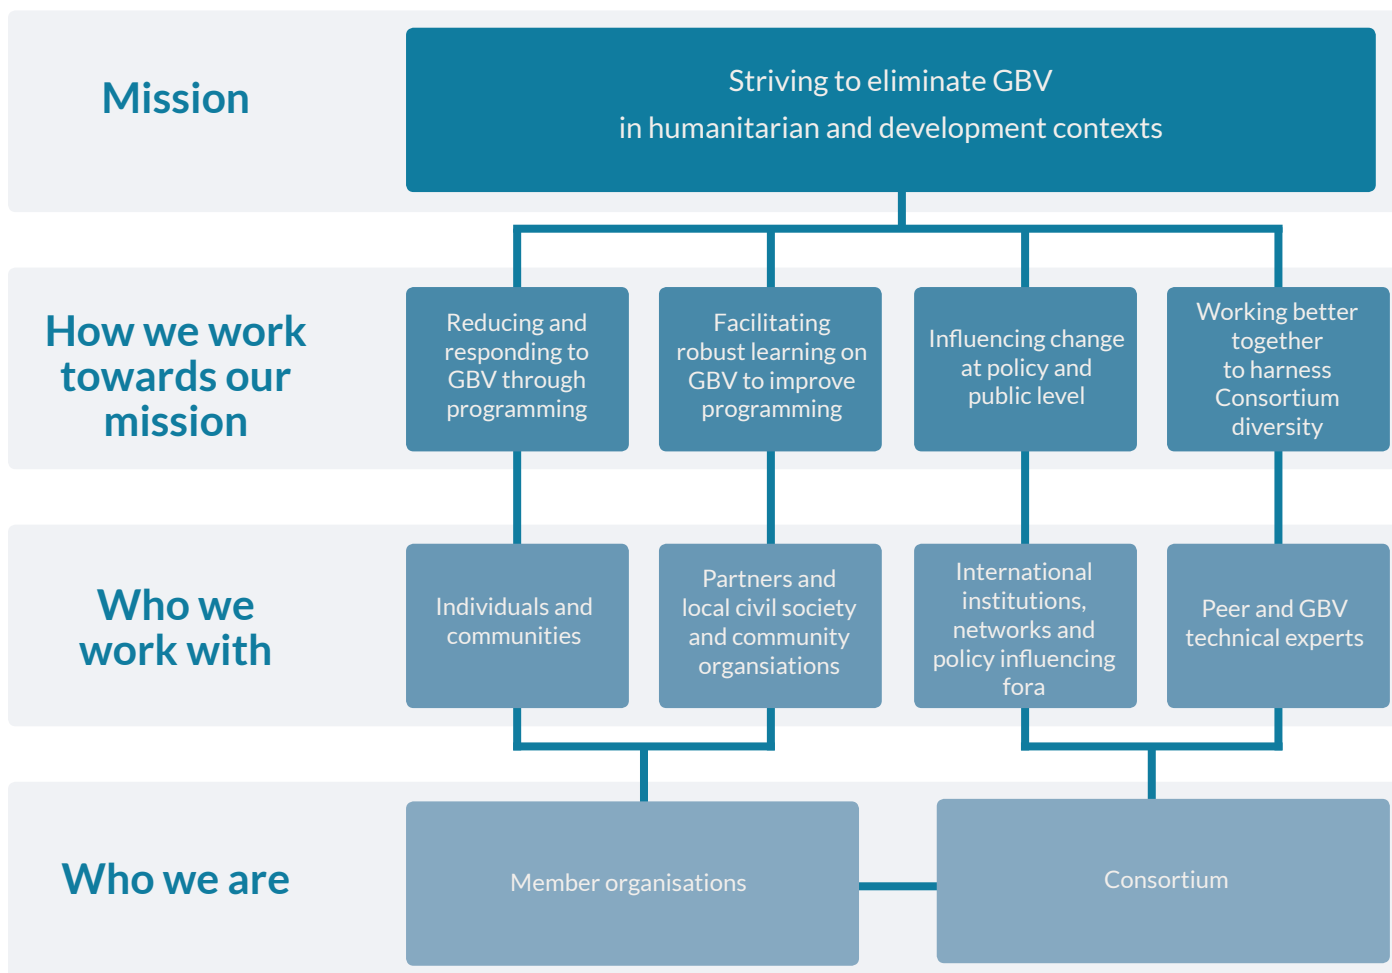 Mission
Striving to eliminate GBV
in humanitarian and development contexts
How we work
towards our
mission
Reducing and
responding to
GBV through
programming
Facilitating
robust learning on
GBV to improve
programming
Influencing change
at policy and
public level
Working better
together
to harness
Consortium
diversity
Who we
work with
Individuals and
communities
Partners and
local civil society
and community
organsiations
International
institutions,
networks and
policy influencing
fora
Peer and GBV
technical experts
Who we are
Member organisations
Consortium